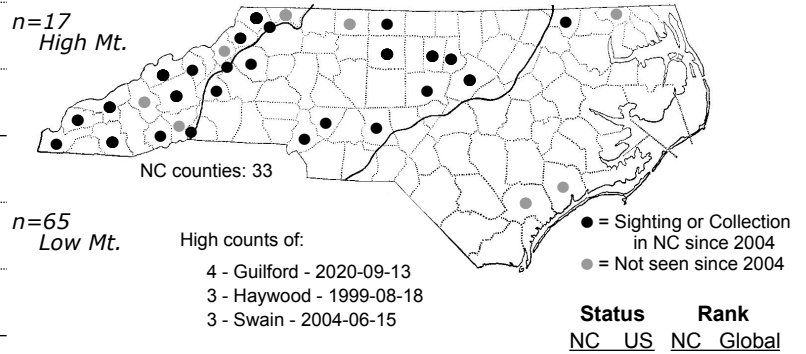 n=17
High Mt.
NC counties: 33
n=65
Low Mt.
High counts of:
4 - Guilford - 2020-09-13
3 - Haywood - 1999-08-18
3 - Swain - 2004-06-15
= Sighting or Collection
in NC since 2004
= Not seen since 2004
Status Rank
NC US NC Global